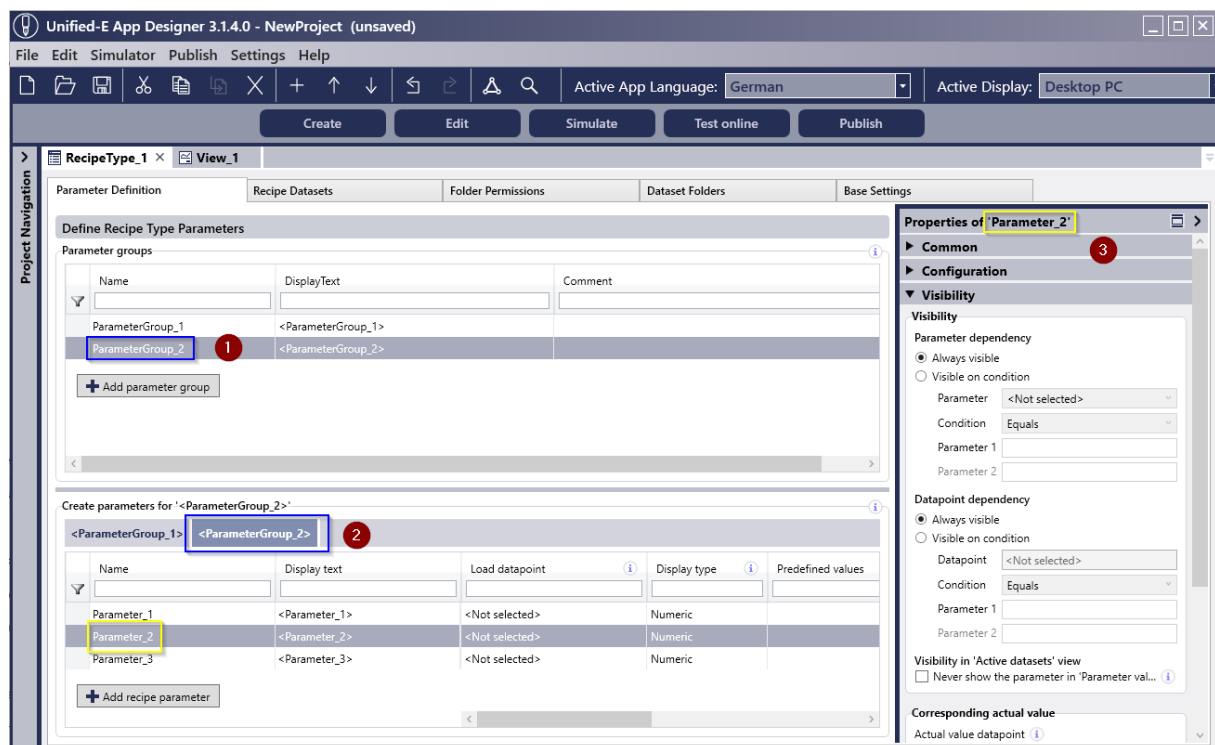 Unified-E App Designer 3.1.4.0 - NewProject (unsaved)
File Edit Simulator Publish Settings Help
Active App Language: German Active Display: Desktop PC
Create Edit Simulate Test online Publish
Project Navigation
RecipeType_1 View_1
Parameter Definition Recipe Datasets Folder Permissions Dataset Folders Base Settings
Define Recipe Type Parameters
Parameter groups
Name DisplayText Comment
ParameterGroup_1 <ParameterGroup_1>
ParameterGroup_2 1 <ParameterGroup_2>
Add parameter group
Create parameters for '<ParameterGroup_2>'
<ParameterGroup_1> <ParameterGroup_2> 2
Name Display text Load datapoint Display type Predefined values
Parameter_1 <Parameter_1> <Not selected> Numeric
Parameter_2 <Parameter_2> <Not selected> Numeric
Parameter_3 <Parameter_3> <Not selected> Numeric
Add recipe parameter
Properties of 'Parameter_2'
Common 3
Configuration
Visibility
Visibility
Parameter dependency
Always visible
Visible on condition
Parameter <Not selected>
Condition Equals
Parameter 1
Parameter 2
Datapoint dependency
Always visible
Visible on condition
Datapoint <Not selected>
Condition Equals
Parameter 1
Parameter 2
Visibility in 'Active datasets' view
Never show the parameter in 'Parameter val...
Corresponding actual value
Actual value datapoint